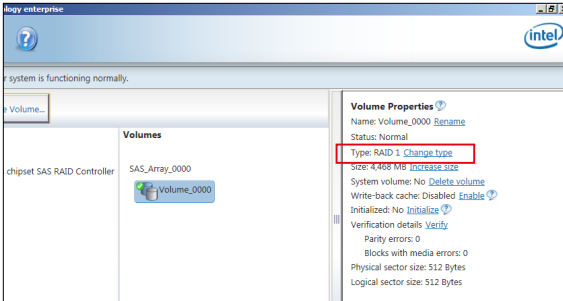 ology enterprise
?
intel
r system is functioning normally.
e Volume...
Volumes
chipset SAS RAID Controller
SAS_Array_0000
Volume_0000
Volume Properties ?
Name: Volume_0000 Rename
Status: Normal
Type: RAID 1 Change type
Size: 4,468 MB Increase size
System volume: No Delete volume
Write-back cache: Disabled Enable ?
Initialized: No Initialize ?
Verification details Verify
Parity errors: 0
Blocks with media errors: 0
Physical sector size: 512 Bytes
Logical sector size: 512 Bytes